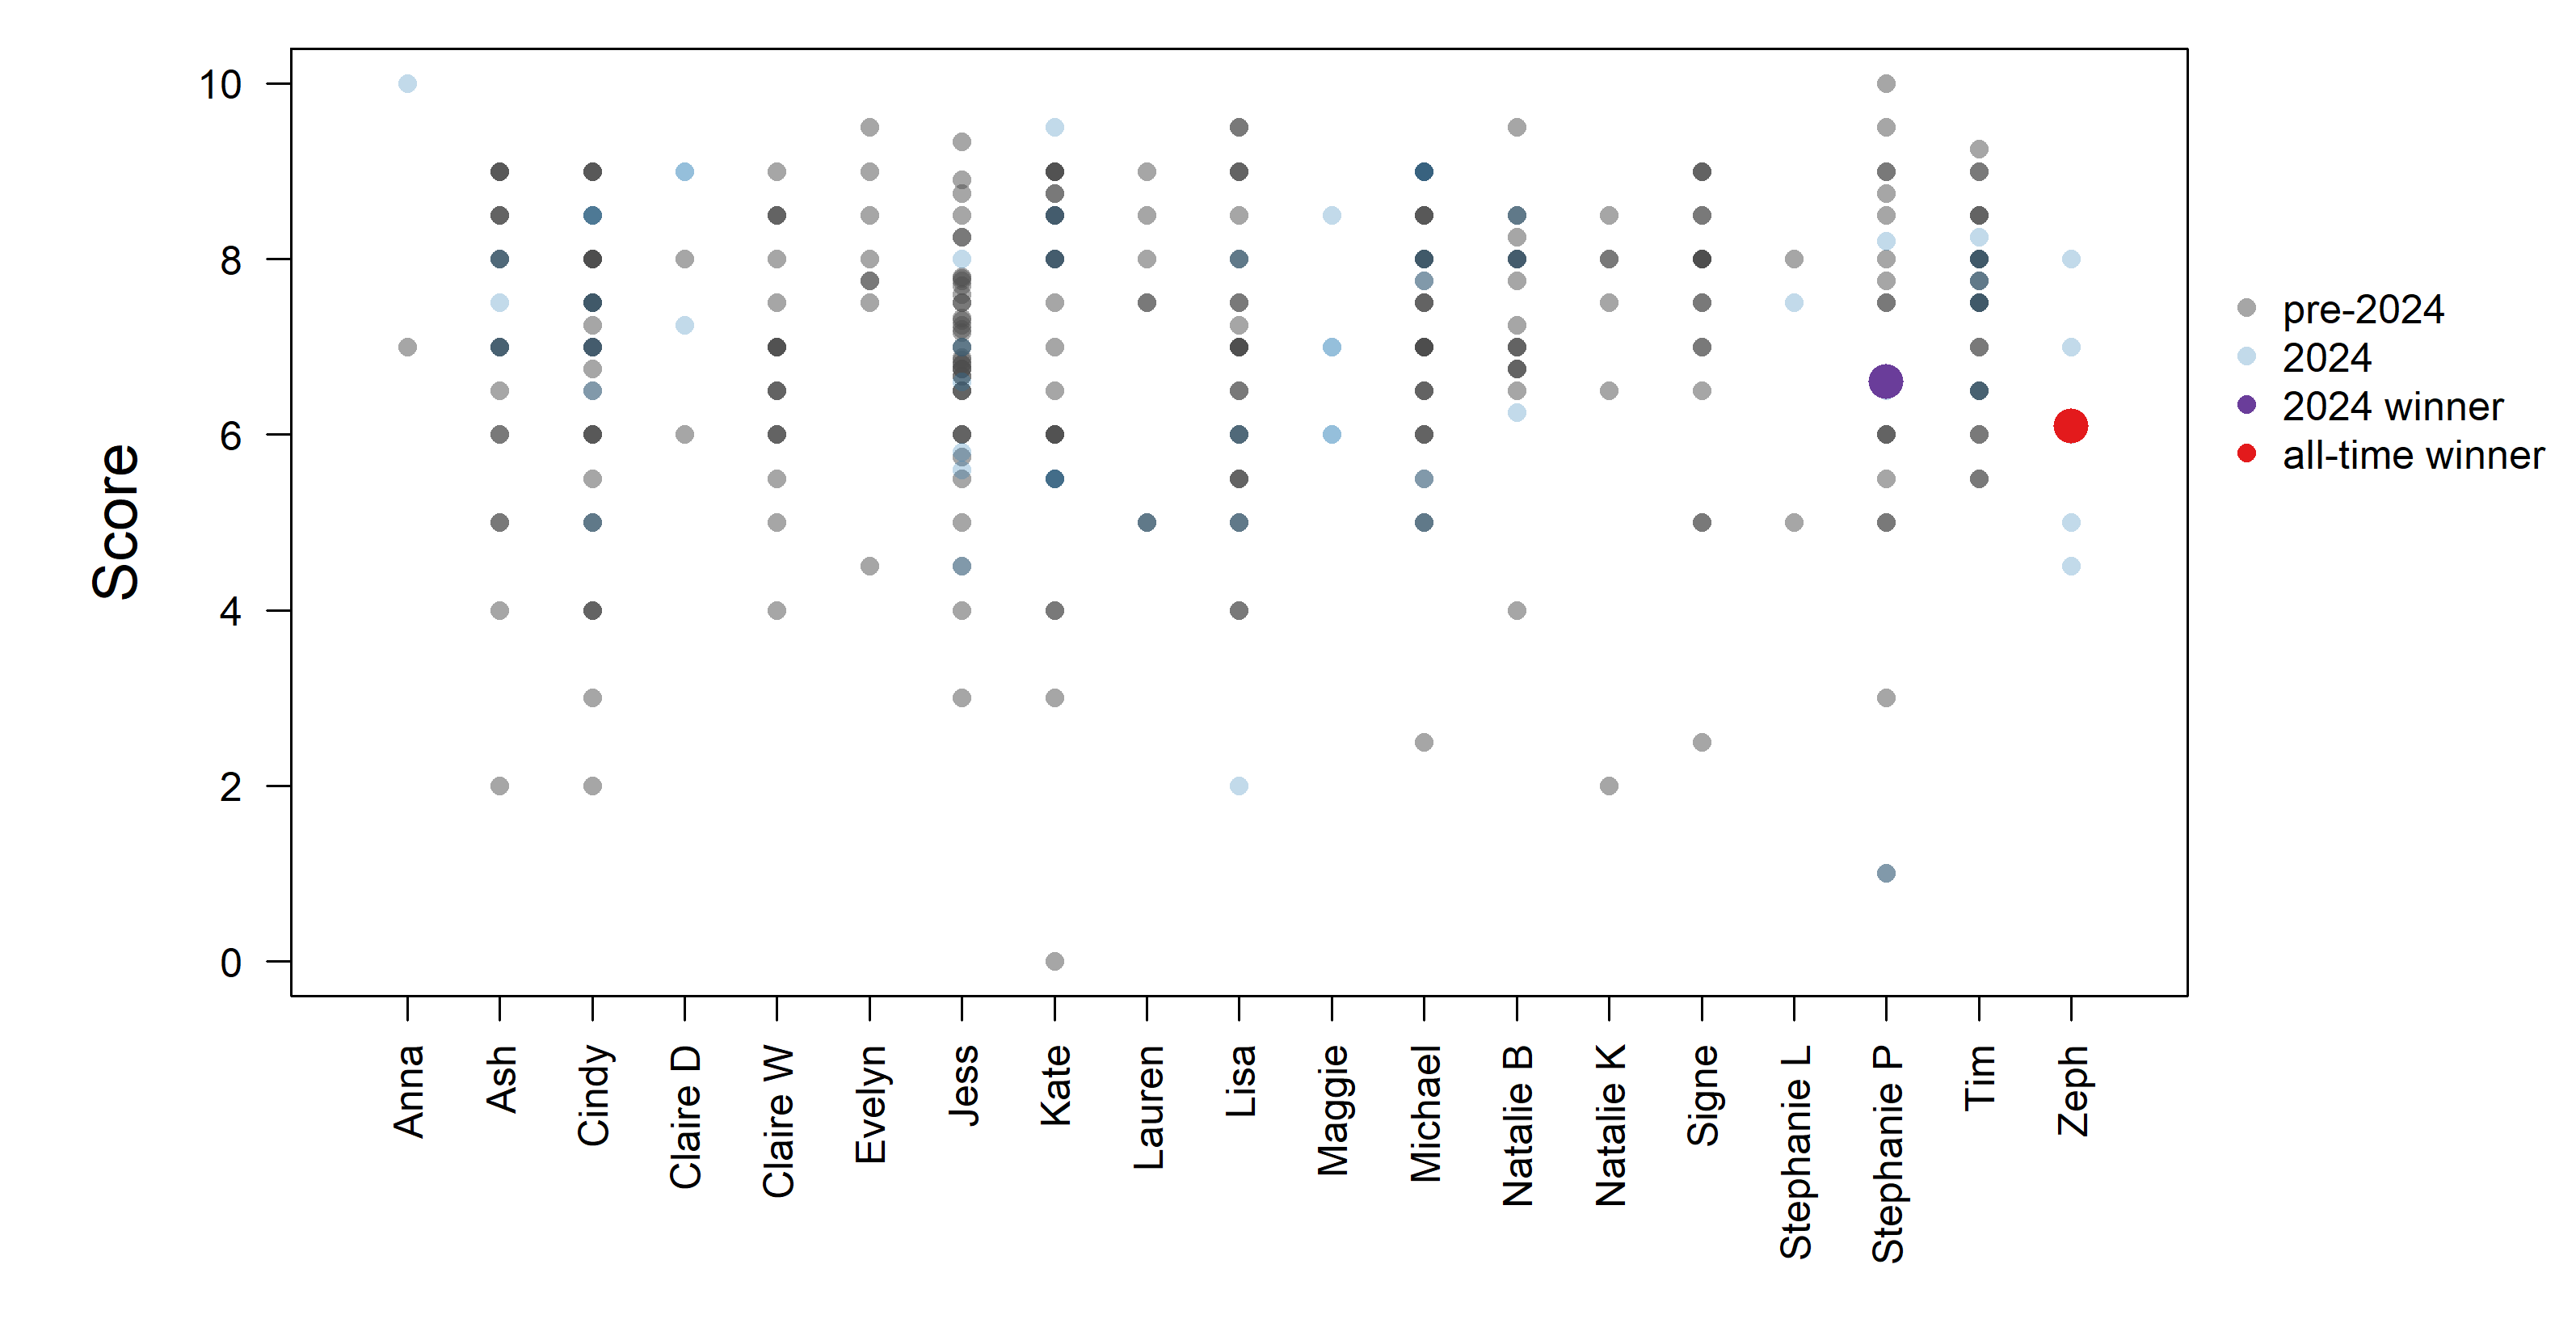 Score
10
8
6
4
2
0
Anna
Ash
Cindy
Claire D
Claire W
Evelyn
Jess
Kate
Lauren
Lisa
Maggie
Michael
Natalie B
Natalie K
Signe
Stephanie L
Stephanie P
Tim
Zeph
pre-2024
2024
2024 winner
all-time winner